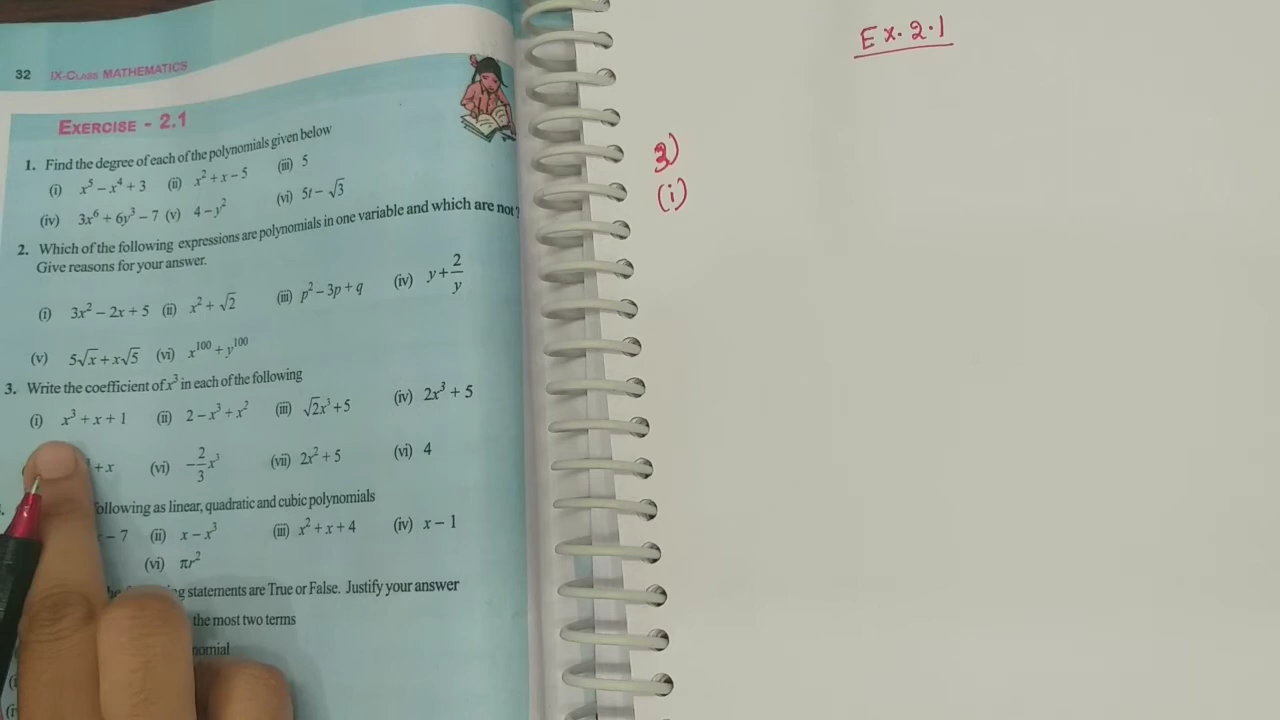 32 IX-CLASS MATHEMATICS
EXERCISE - 2.1
1. Find the degree of each of the polynomials given below
(i) x⁵ − x⁴ + 3 (ii) x² + x − 5 (iii) 5
(iv) 3x⁶ + 6y³ − 7 (v) 4 − y² (vi) 5t − √3
2. Which of the following expressions are polynomials in one variable and which are not?
Give reasons for your answer.
(i) 3x² − 2x + 5 (ii) x² + √2 (iii) p² − 3p + q (iv) y + 2/y
(v) 5√x + x√5 (vi) x¹⁰⁰ + y¹⁰⁰
3. Write the coefficient of x³ in each of the following
(i) x³ + x + 1 (ii) 2 − x³ + x² (iii) √2x³ + 5 (iv) 2x³ + 5
+ x (vi) −2/3 x³ (vii) 2x² + 5 (vi) 4
following as linear, quadratic and cubic polynomials
− 7 (ii) x − x³ (iii) x² + x + 4 (iv) x − 1
(vi) πr²
statements are True or False. Justify your answer
the most two terms
Ex. 2.1
3)
(i)